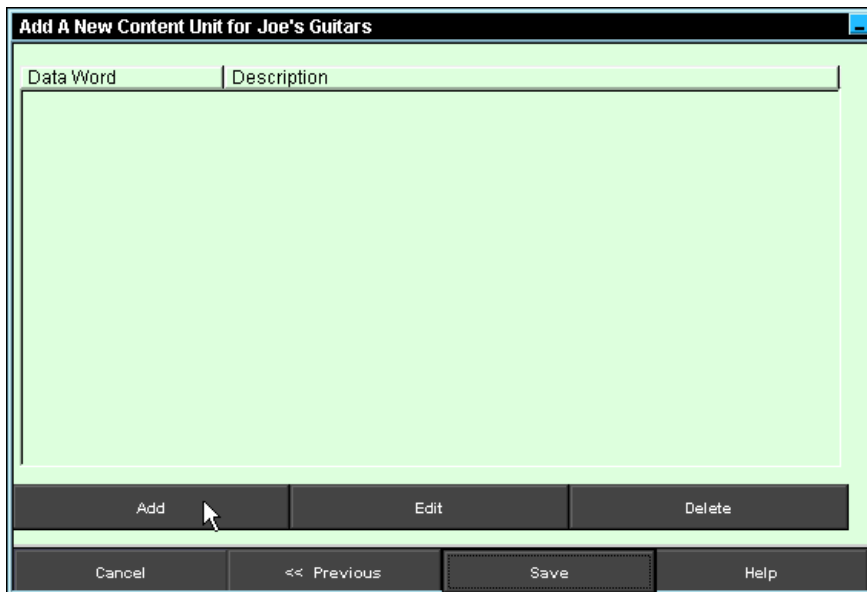 Add A New Content Unit for Joe's Guitars
Data Word Description
Add Edit Delete
Cancel << Previous Save Help